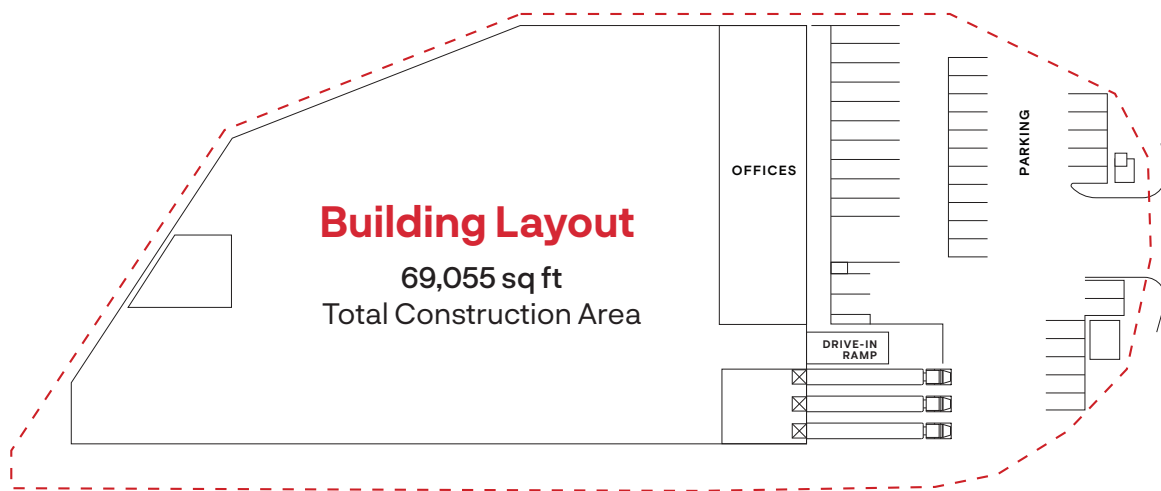 PARKING
OFFICES
Building Layout
69,055 sq ft
Total Construction Area
DRIVE-IN
RAMP